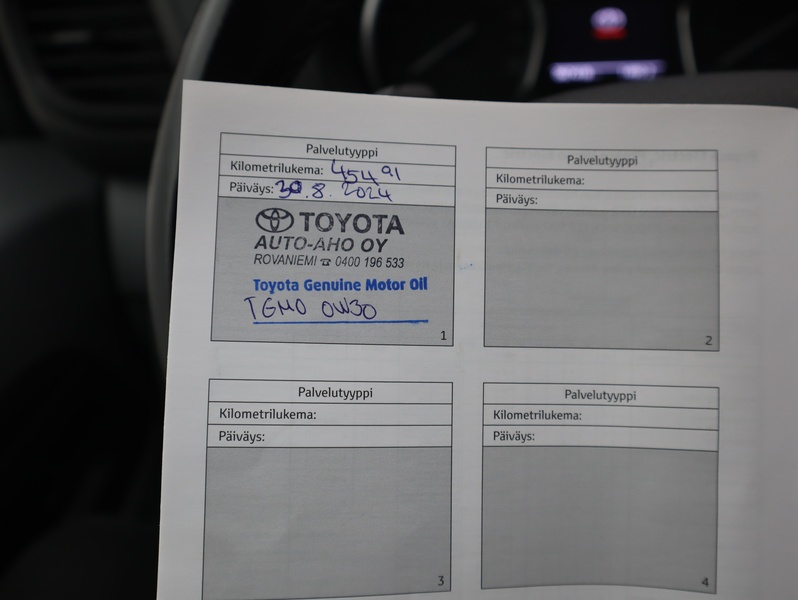 Palvelutyyppi
Kilometrilukema: 45491
Päiväys: 30.8.2024
TOYOTA
AUTO-AHO OY
ROVANIEMI ☎ 0400 196 533
Toyota Genuine Motor Oil
TGMO 0W30
1
Palvelutyyppi
Kilometrilukema:
Päiväys:
2
Palvelutyyppi
Kilometrilukema:
Päiväys:
3
Palvelutyyppi
Kilometrilukema:
Päiväys:
4